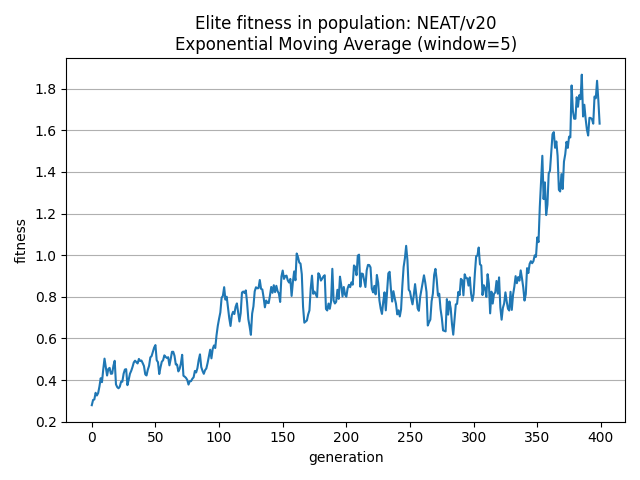 Elite fitness in population: NEAT/v20
Exponential Moving Average (window=5)
fitness
1.8
1.6
1.4
1.2
1.0
0.8
0.6
0.4
0.2
0 50 100 150 200 250 300 350 400
generation